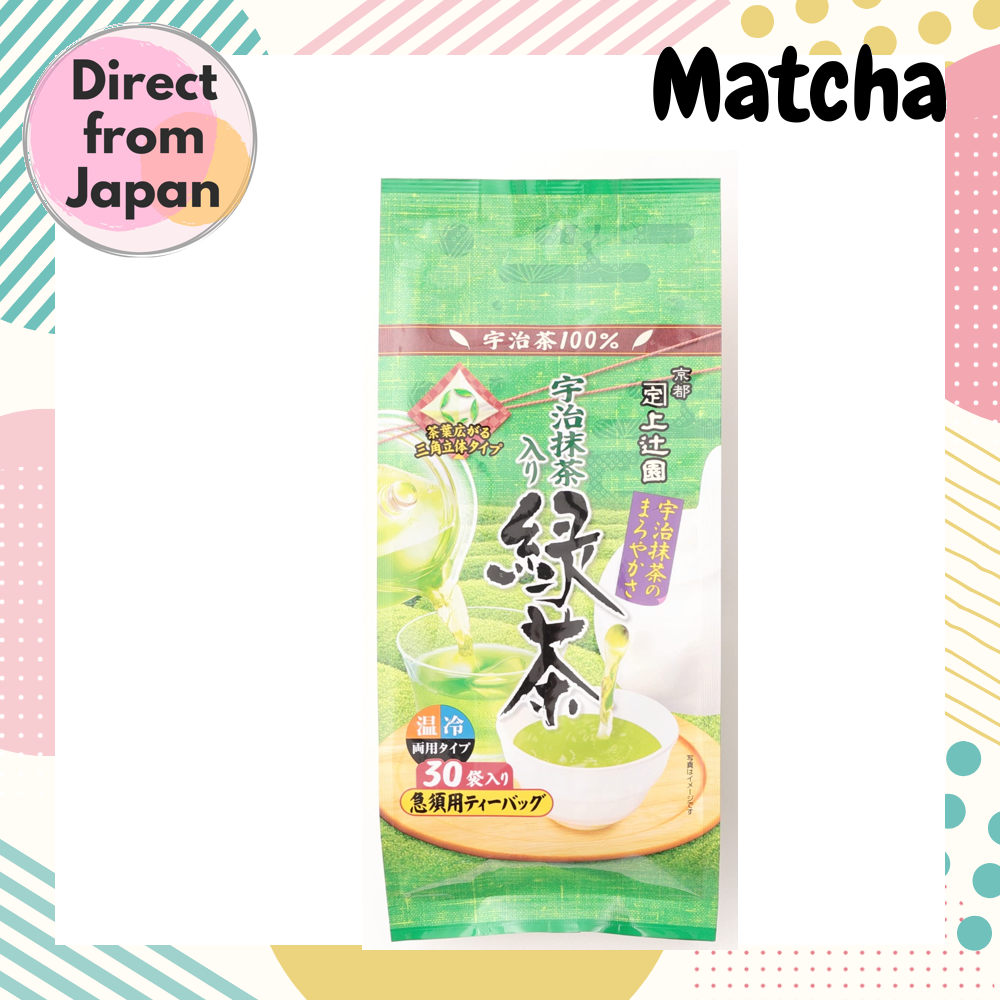 Direct
from
Japan
Matcha
宇治茶100%
京都
上辻園
茶葉広がる
三角立体タイプ
宇治抹茶
入り
緑茶
宇治抹茶の
まろやかさ
温 冷
両用タイプ
30袋入り
急須用ティーバッグ
写真はイメージです